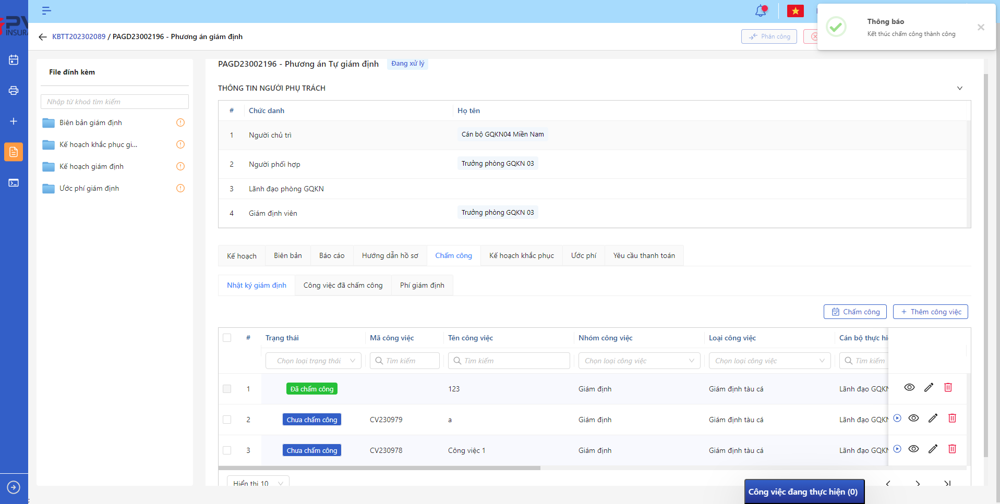 Thông báo
Kết thúc chấm công thành công
INSURA
KBTT202302089 / PAGD23002196 - Phương án giám định
Phân công
File đính kèm
Nhập từ khoá tìm kiếm
Biên bản giám định
Kế hoạch khắc phục gi...
Kế hoạch giám định
Ước phí giám định
PAGD23002196 - Phương án Tự giám định
Đang xử lý
THÔNG TIN NGƯỜI PHỤ TRÁCH
# Chức danh Họ tên
1 Người chủ trì Cán bộ GQKN04 Miền Nam
2 Người phối hợp Trưởng phòng GQKN 03
3 Lãnh đạo phòng GQKN
4 Giám định viên Trưởng phòng GQKN 03
Kế hoạch Biên bản Báo cáo Hướng dẫn hồ sơ Chấm công Kế hoạch khắc phục Ước phí Yêu cầu thanh toán
Nhật ký giám định Công việc đã chấm công Phí giám định
Chấm công + Thêm công việc
# Trạng thái Mã công việc Tên công việc Nhóm công việc Loại công việc Cán bộ thực hi
Chọn loại trạng thái Tìm kiếm Tìm kiếm Chọn loại công việc Chọn loại công việc Tìm kiếm
1 Đã chấm công 123 Giám định Giám định tàu cá Lãnh đạo GQKN
2 Chưa chấm công CV230979 a Giám định Giám định tàu cá Lãnh đạo GQKN
3 Chưa chấm công CV230978 Công việc 1 Giám định Giám định tàu cá Lãnh đạo GQKN
Hiển thị 10
Công việc đang thực hiện (0)